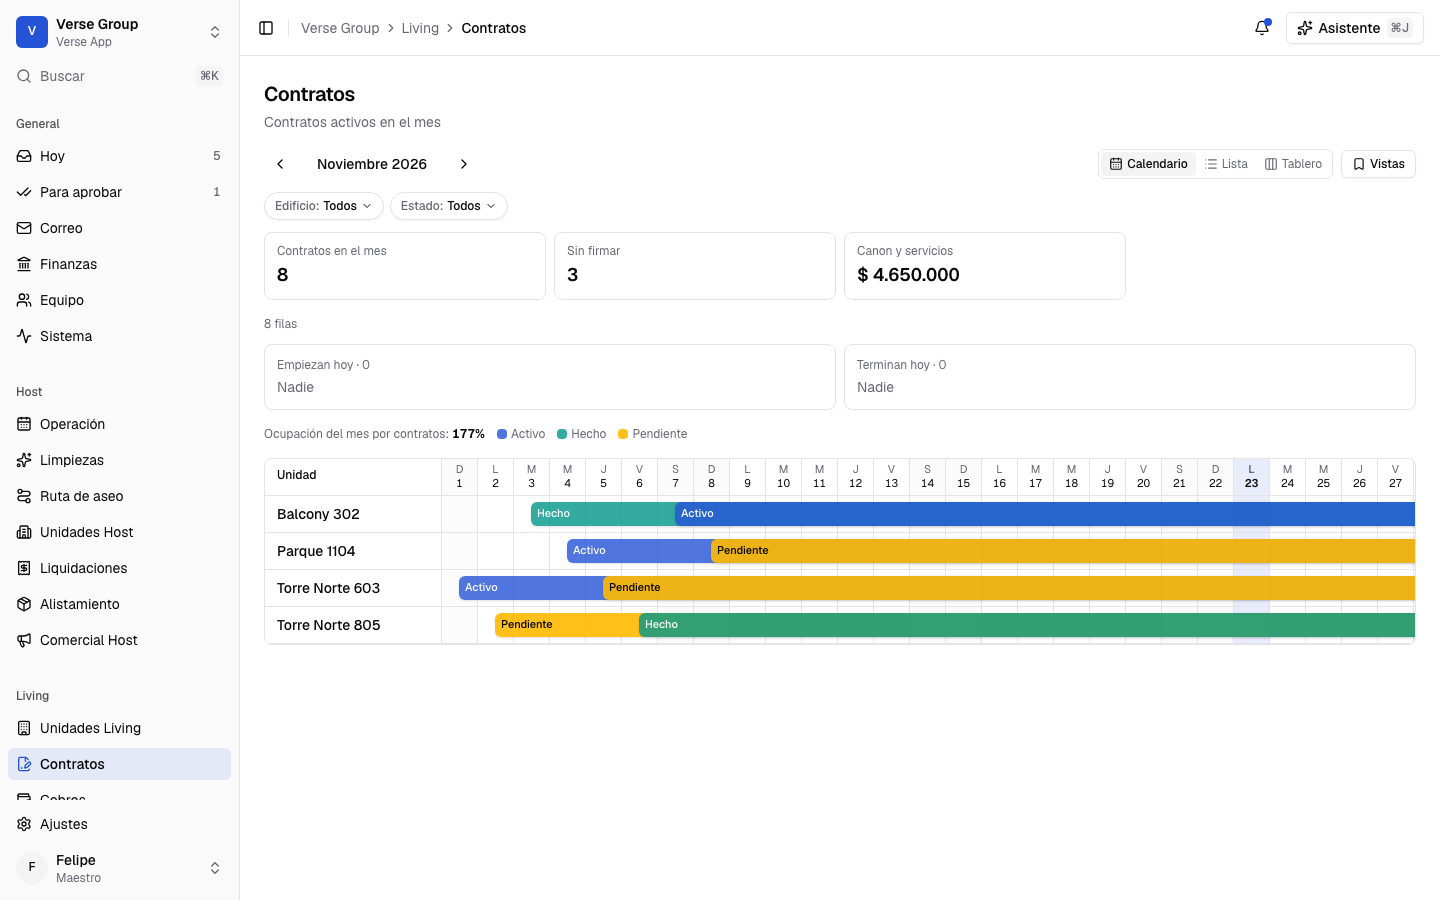 V
Verse Group
Verse App
Buscar ⌘K
General
Hoy 5
Para aprobar 1
Correo
Finanzas
Equipo
Sistema
Host
Operación
Limpiezas
Ruta de aseo
Unidades Host
Liquidaciones
Alistamiento
Comercial Host
Living
Unidades Living
Contratos
Cobros
Ajustes
F
Felipe
Maestro
Verse Group > Living > Contratos
Asistente ⌘J
Contratos
Contratos activos en el mes
Noviembre 2026
Calendario Lista Tablero Vistas
Edificio: Todos Estado: Todos
Contratos en el mes
8
Sin firmar
3
Canon y servicios
$ 4.650.000
8 filas
Empiezan hoy · 0
Nadie
Terminan hoy · 0
Nadie
Ocupación del mes por contratos: 177% Activo Hecho Pendiente
Unidad
D L M M J V S D L M M J V S D L M M J V S D L M M J V
1 2 3 4 5 6 7 8 9 10 11 12 13 14 15 16 17 18 19 20 21 22 23 24 25 26 27
Balcony 302 Hecho Activo
Parque 1104 Activo Pendiente
Torre Norte 603 Activo Pendiente
Torre Norte 805 Pendiente Hecho